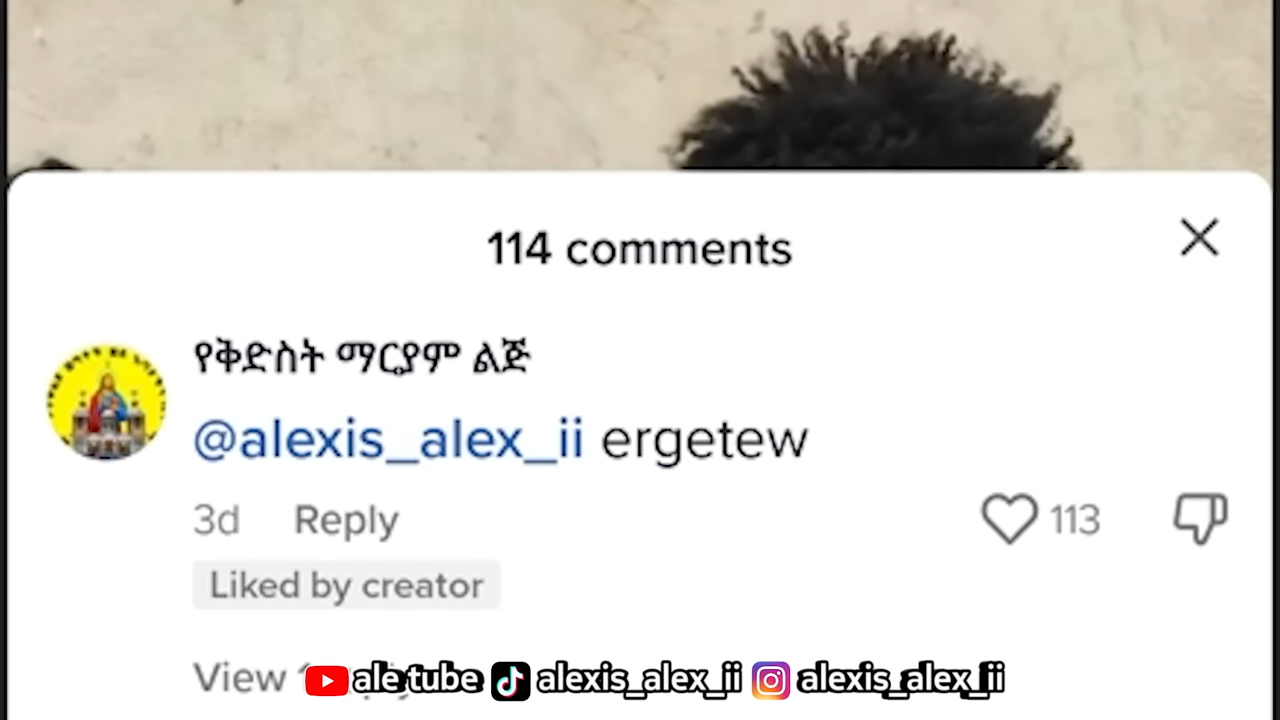 114 comments
የቅድስት ማርያም ልጅ
@alexis_alex_ii ergetew
3d Reply
113
Liked by creator
View
ale tube alexis_alex_ii alexis_alex_ii